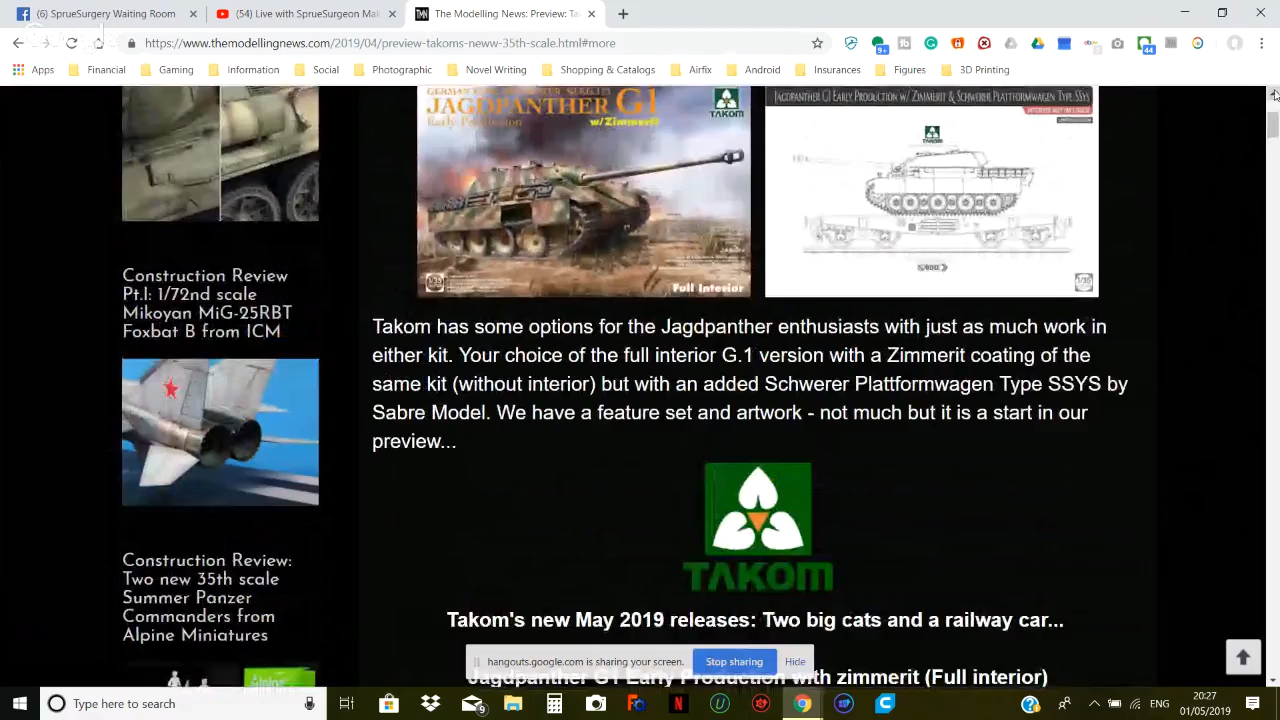 (6) SprueSurgery Waiting Room
(54) Live with SprueSurgeon Mak
TMN
The Modelling News: Preview: Ta
https://www.themodellingnews.com/2019/04/preview-takoms-neww-35th-scale.html#more
9+
44
Apps
Financial
Gaming
Information
Social
Photographic
Novel Writing
Shopping & Catalogs
Airfix
Android
Insurances
Figures
3D Printing
JAGDPANTHER G1
Early Production
w/Zimmerit
TAKOM
Full Interior
JAGDPANTHER G1 EARLY PRODUCTION W/ ZIMMERIT & SCHWERER PLATTFORMWAGEN TYPE SSys
Construction Review
Pt.I: 1/72nd scale
Mikoyan MiG-25RBT
Foxbat B from ICM
Construction Review:
Two new 35th scale
Summer Panzer
Commanders from
Alpine Miniatures
Takom has some options for the Jagdpanther enthusiasts with just as much work in
either kit. Your choice of the full interior G.1 version with a Zimmerit coating of the
same kit (without interior) but with an added Schwerer Plattformwagen Type SSYS by
Sabre Model. We have a feature set and artwork - not much but it is a start in our
preview...
TAKOM
Takom's new May 2019 releases: Two big cats and a railway car...
Jagdpanther G1 Early Production with zimmerit (Full interior)
hangouts.google.com is sharing your screen.
Stop sharing
Hide
Type here to search
9
ENG
20:27
01/05/2019